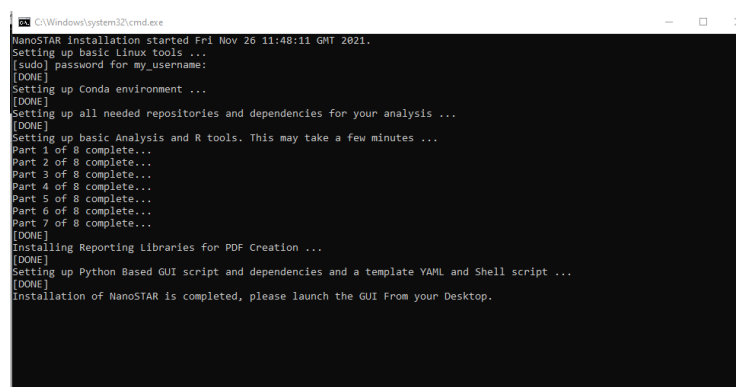 C:\Windows\system32\cmd.exe
NanoSTAR installation started Fri Nov 26 11:48:11 GMT 2021.
Setting up basic Linux tools ...
[sudo] password for my_username:
[DONE]
Setting up Conda environment ...
[DONE]
Setting up all needed repositories and dependencies for your analysis ...
[DONE]
Setting up basic Analysis and R tools. This may take a few minutes ...
Part 1 of 8 complete...
Part 2 of 8 complete...
Part 3 of 8 complete...
Part 4 of 8 complete...
Part 5 of 8 complete...
Part 6 of 8 complete...
Part 7 of 8 complete...
[DONE]
Installing Reporting Libraries for PDF Creation ...
[DONE]
Setting up Python Based GUI script and dependencies and a template YAML and Shell script ...
[DONE]
Installation of NanoSTAR is completed, please launch the GUI From your Desktop.